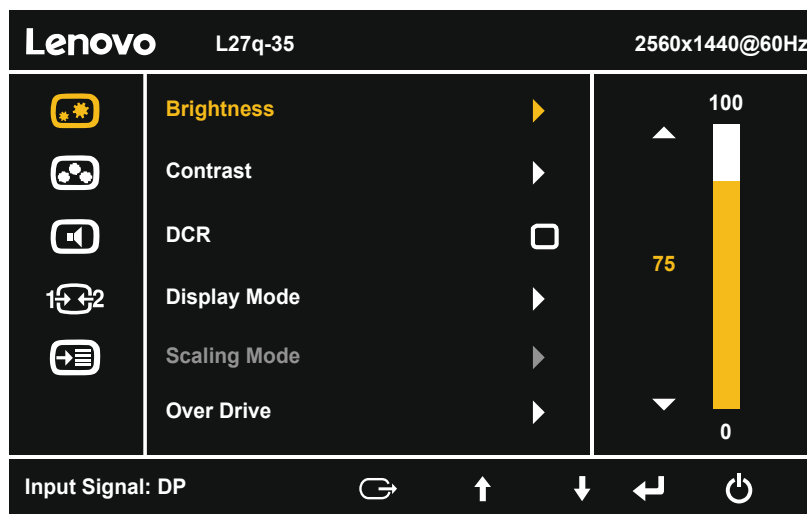 Lenovo L27q-35 2560x1440@60Hz
Brightness
100
Contrast
DCR
75
1 2
Display Mode
Scaling Mode
Over Drive
0
Input Signal: DP